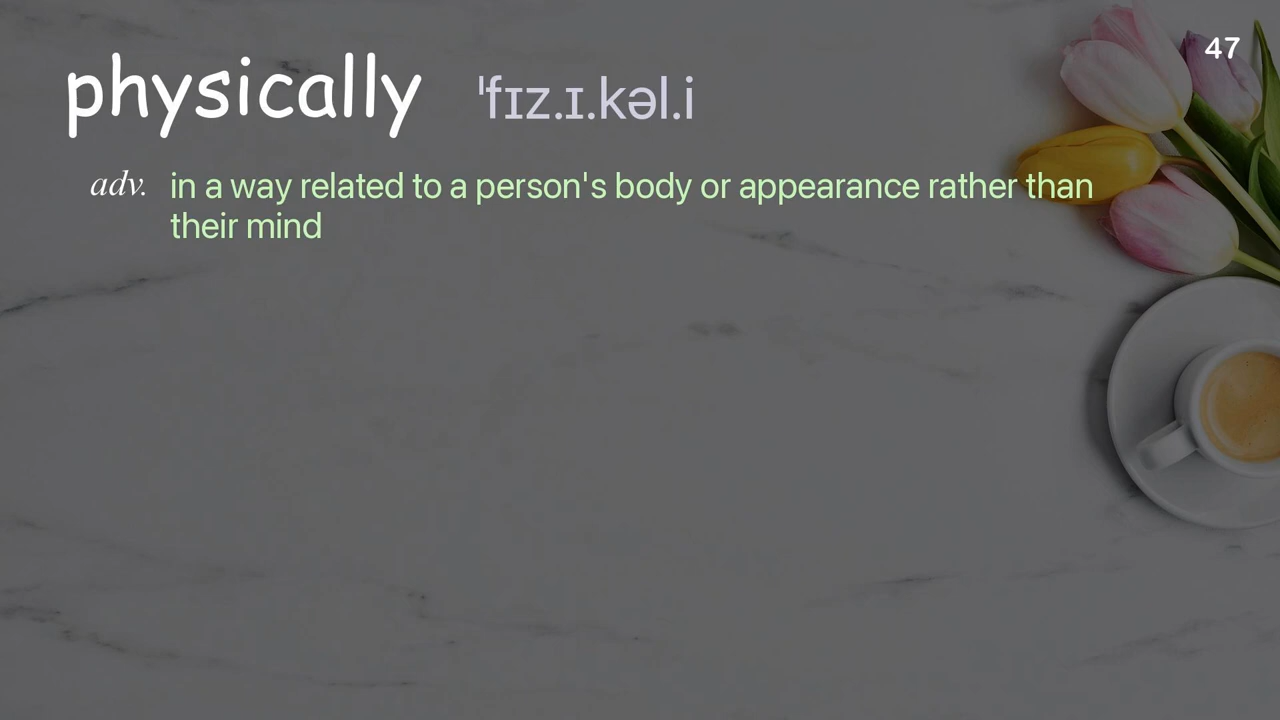 47
physically ˈfɪz.ɪ.kəl.i
adv. in a way related to a person's body or appearance rather than
their mind